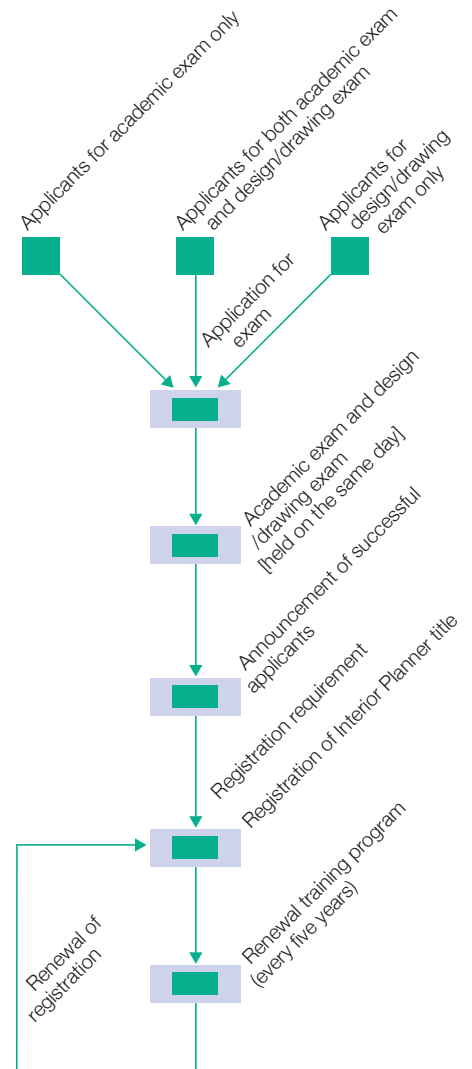 Applicants for academic exam only
Applicants for both academic exam
and design/drawing exam
Applicants for
design/drawing
exam only
Application for
exam
Academic exam and design
/drawing exam
[held on the same day]
Announcement of successful
applicants
Registration requirement
Registration of Interior Planner title
Renewal training program
(every five years)
Renewal of
registration